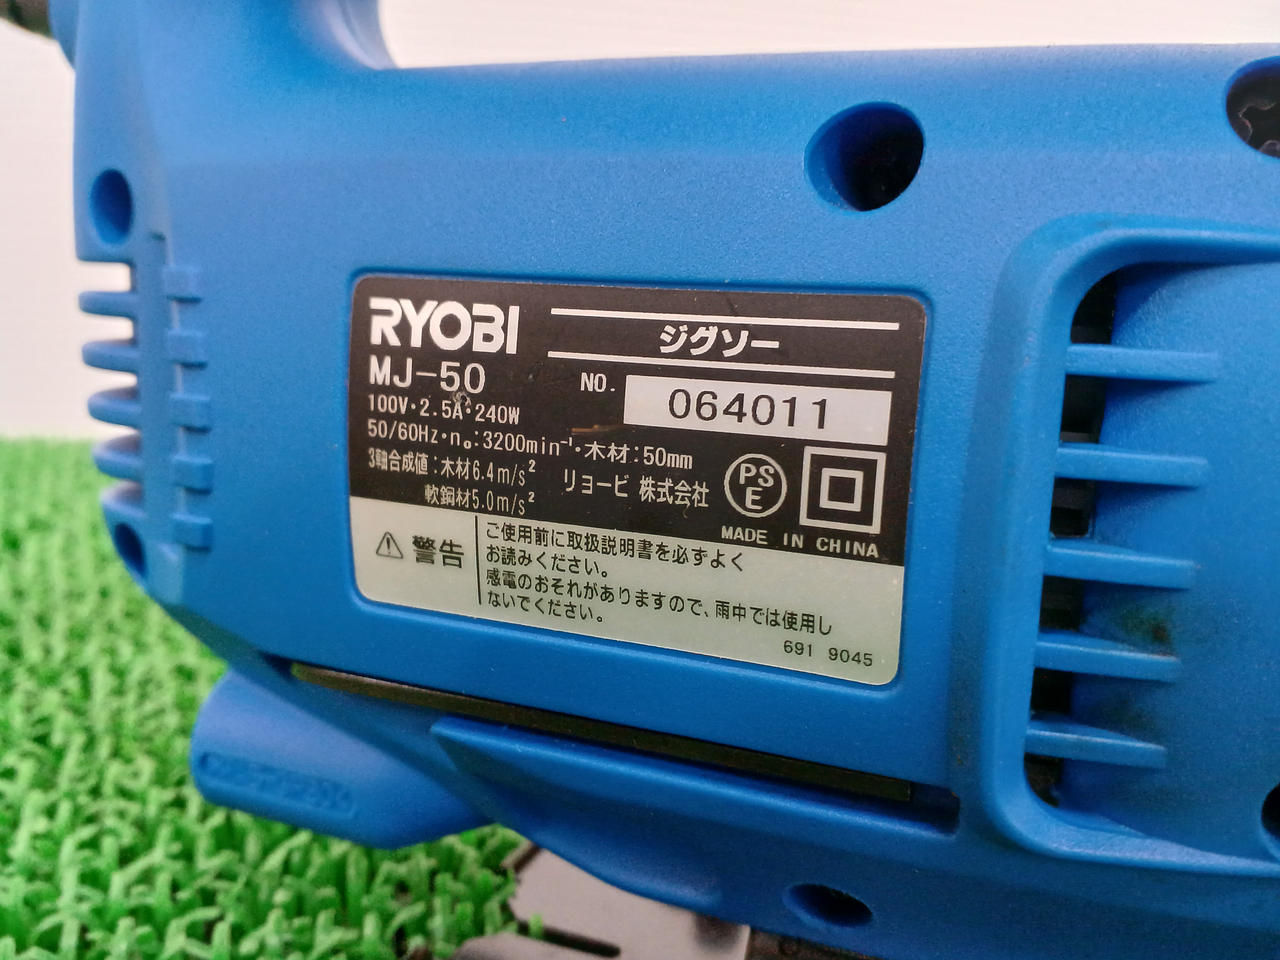 RYOBI
ジグソー
MJ-50
NO. 064011
100V・2.5A・240W
50/60Hz・n₀:3200min⁻¹・木材:50mm
3軸合成値:木材6.4m/s²
軟鋼材5.0m/s²
リョービ 株式会社
PS
E
MADE IN CHINA
警告
ご使用前に取扱説明書を必ずよく
お読みください。
感電のおそれがありますので、雨中では使用し
ないでください。
691 9045